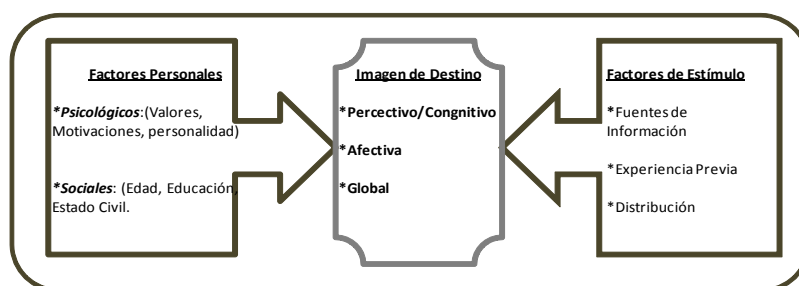 Factores Personales
*Psicológicos:(Valores,
Motivaciones, personalidad)
*Sociales: (Edad, Educación,
Estado Civil.
Imagen de Destino
*Percectivo/Congnitivo
*Afectiva
*Global
Factores de Estímulo
*Fuentes de
Información
*Experiencia Previa
*Distribución